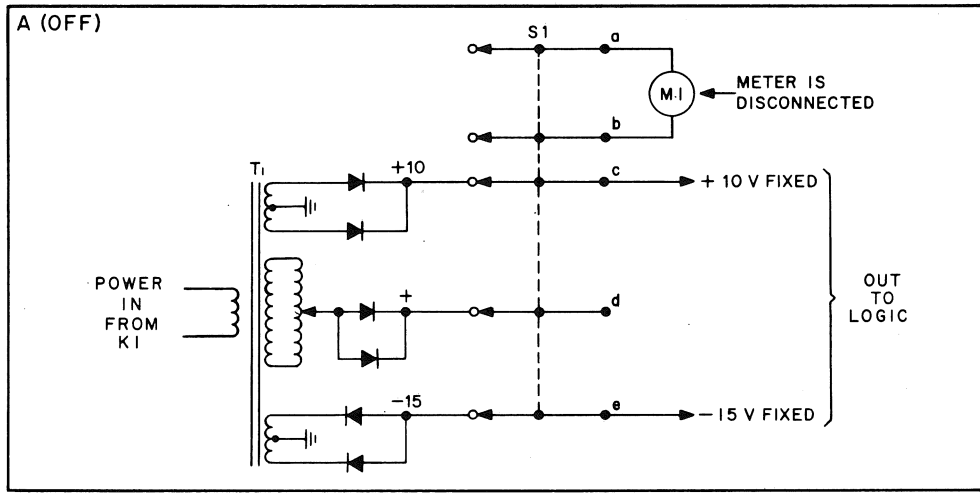 A (OFF)
S1
a
M.I
METER IS
DISCONNECTED
b
T1
+10
c
+ 10 V FIXED
POWER
IN
FROM
K1
+
d
OUT
TO
LOGIC
-15
e
-15 V FIXED